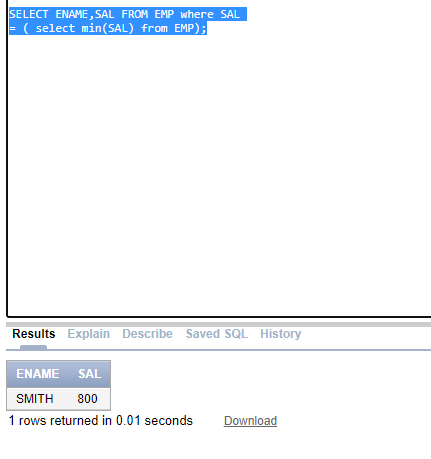 SELECT ENAME,SAL FROM EMP where SAL
= ( select min(SAL) from EMP);
Results Explain Describe Saved SQL History
ENAME SAL
SMITH 800
1 rows returned in 0.01 seconds Download